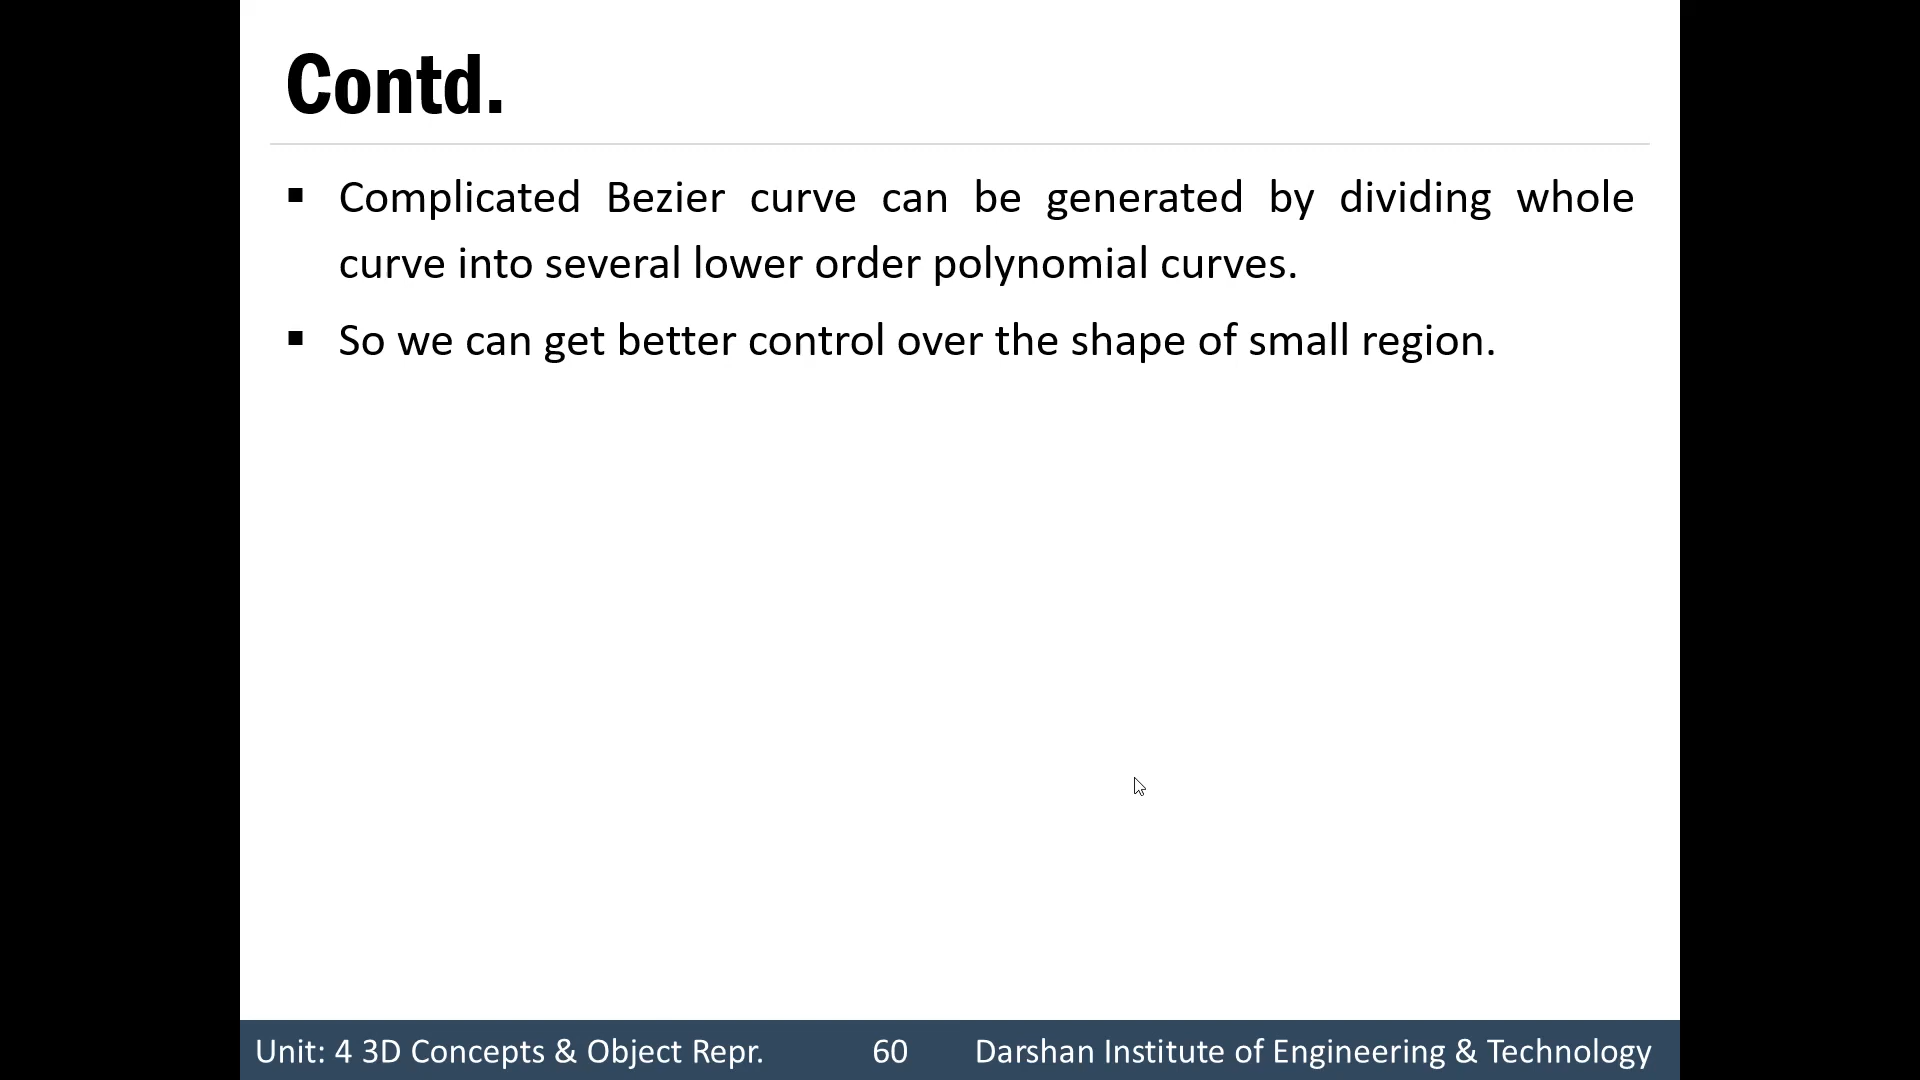 Contd.
▪ Complicated Bezier curve can be generated by dividing whole
curve into several lower order polynomial curves.
▪ So we can get better control over the shape of small region.
Unit: 4 3D Concepts & Object Repr. 60 Darshan Institute of Engineering & Technology